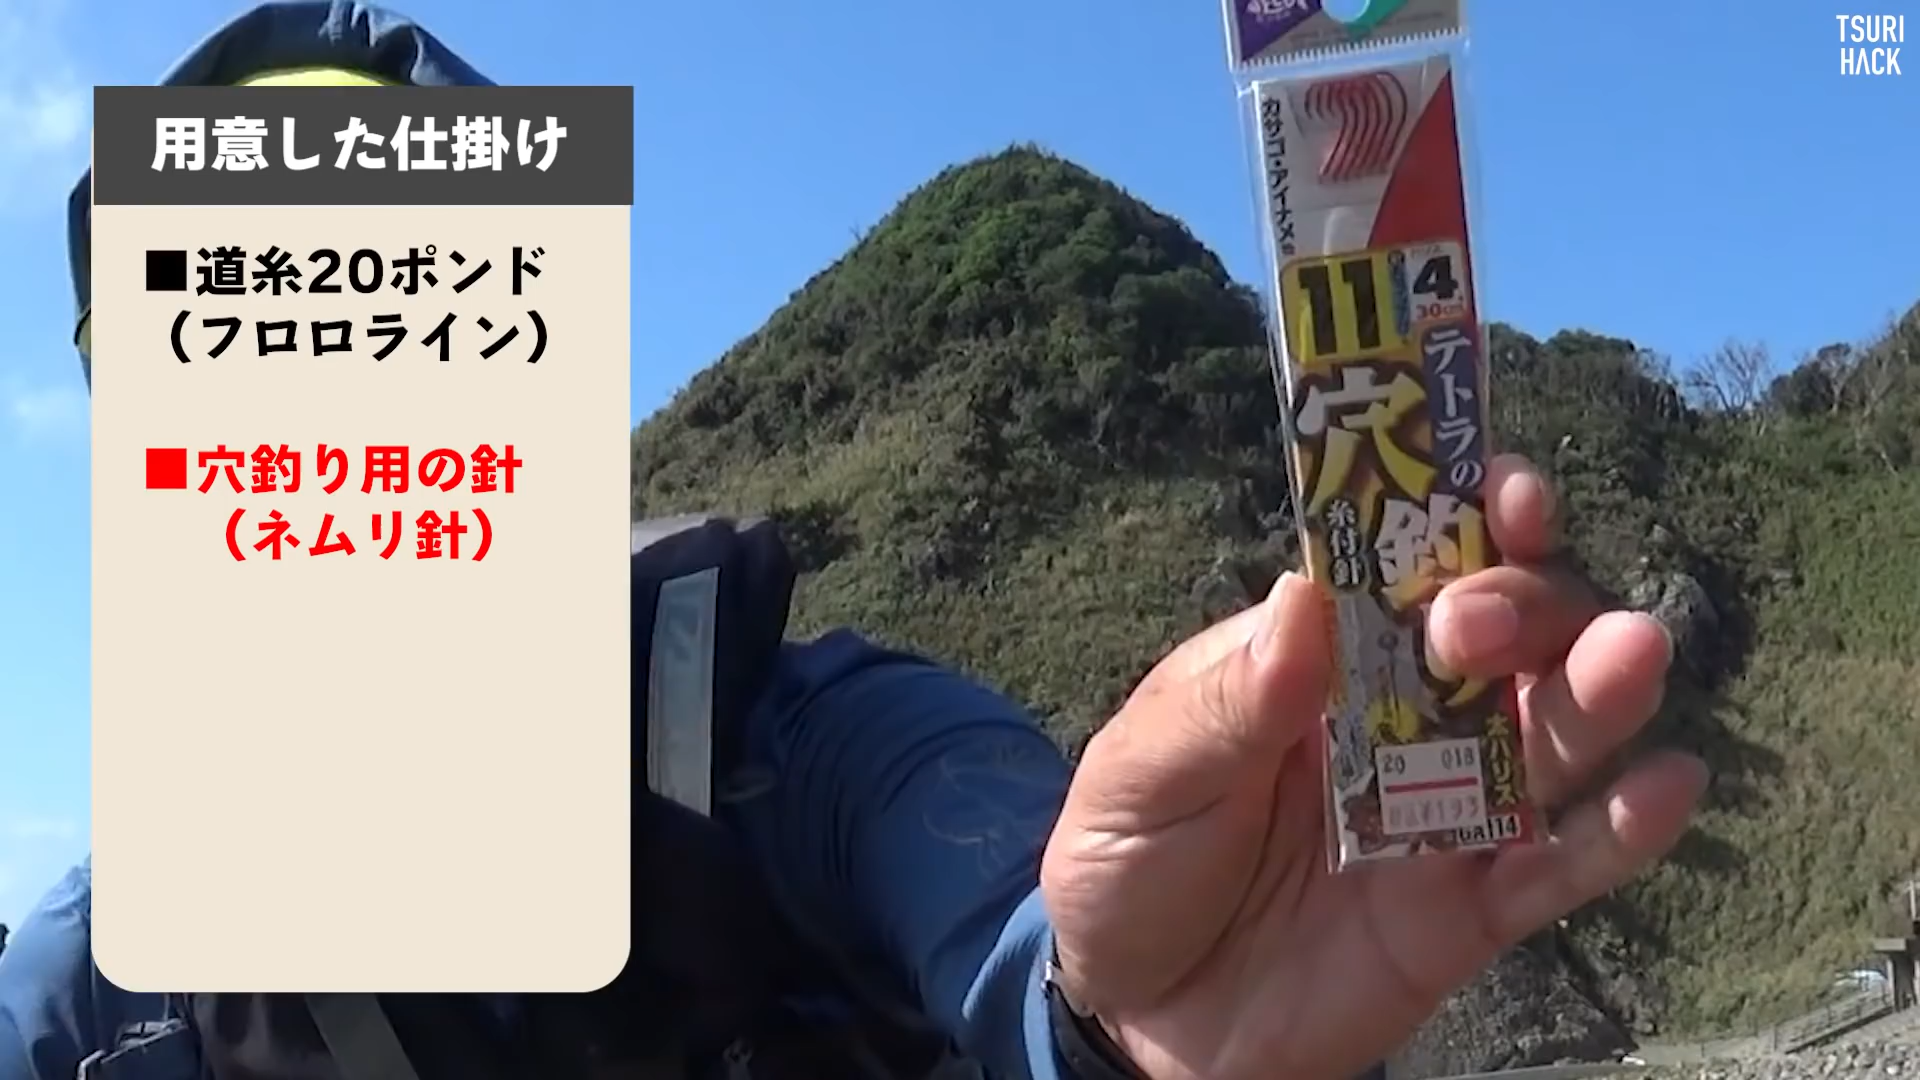 用意した仕掛け
■道糸20ポンド
（フロロライン）
■穴釣り用の針
（ネムリ針）
TSURI
HACK
カサゴ・アイナメ
11
4
30cm
テトラの
穴釣り
糸付針
太ハリス
20 018